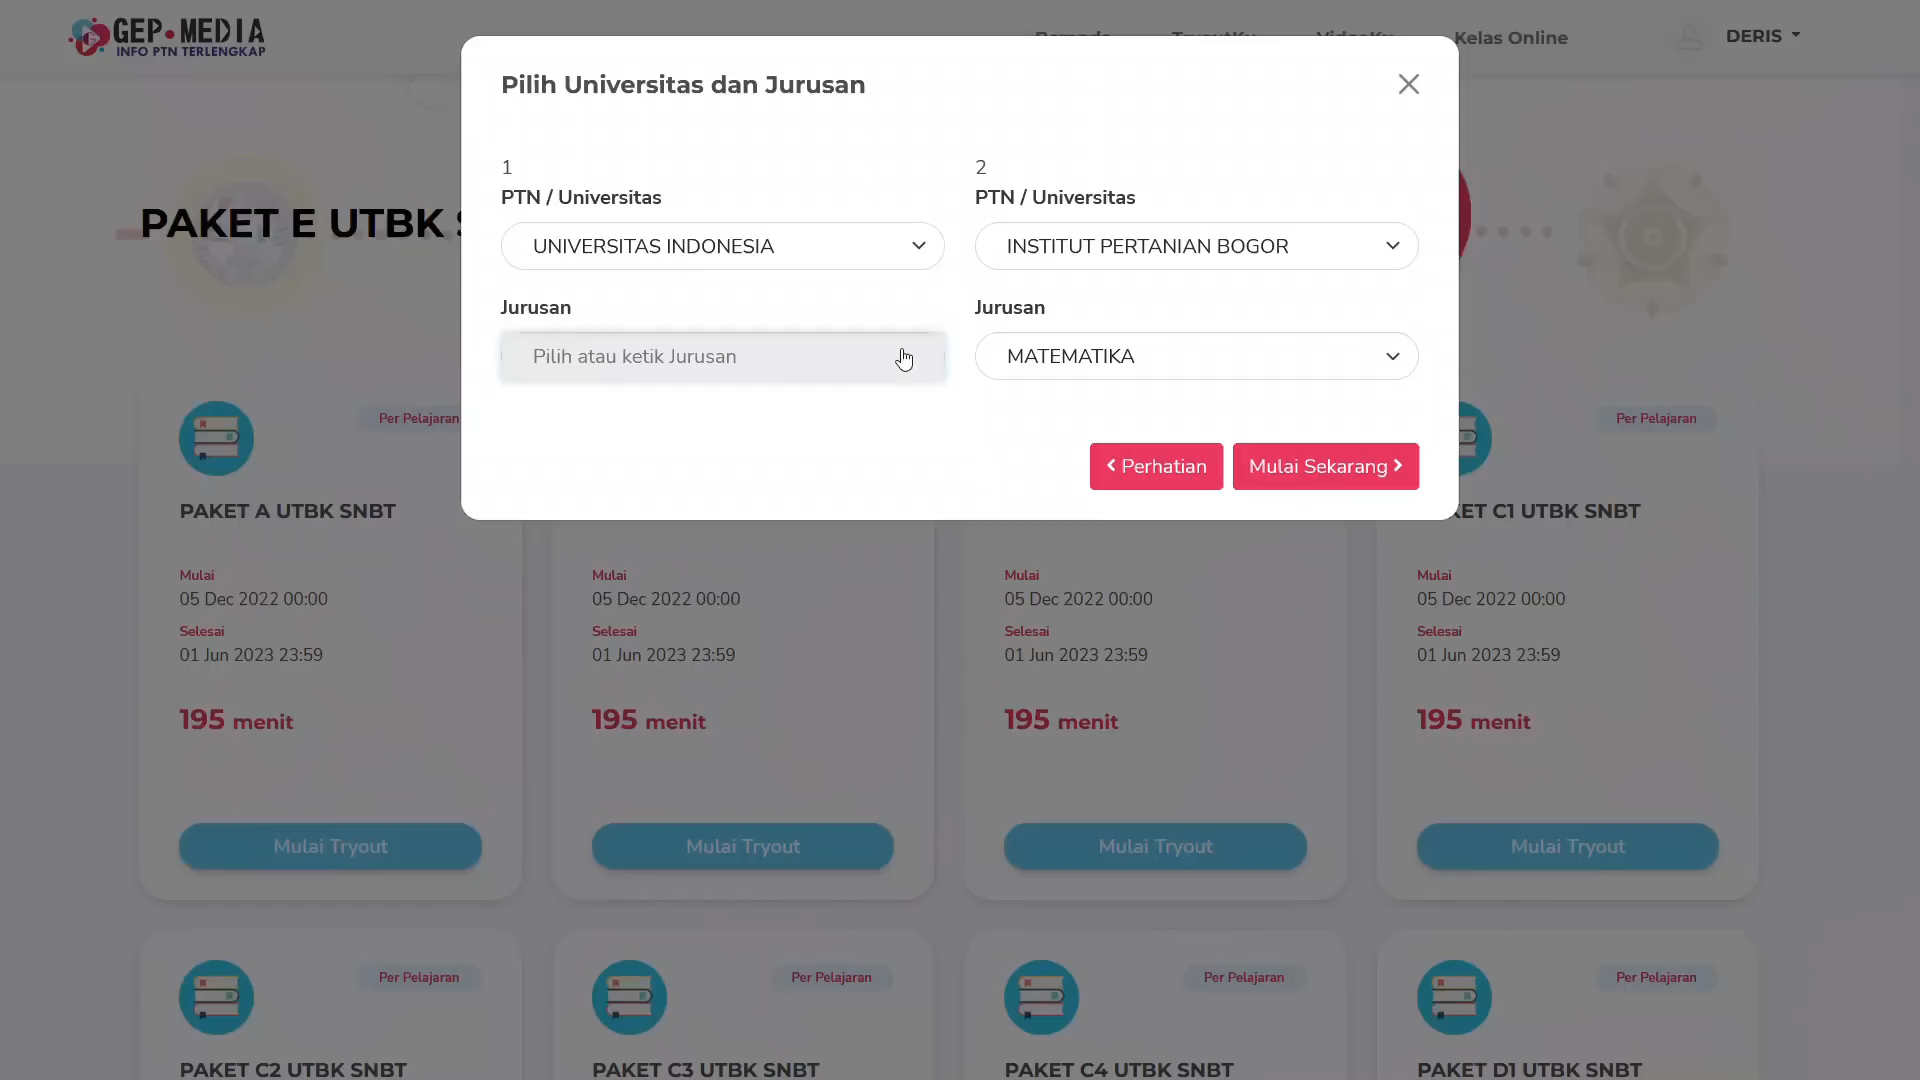 GEP•MEDIA
INFO PTN TERLENGKAP
Kelas Online
DERIS
Pilih Universitas dan Jurusan
1
PTN / Universitas
UNIVERSITAS INDONESIA
Jurusan
Pilih atau ketik Jurusan
2
PTN / Universitas
INSTITUT PERTANIAN BOGOR
Jurusan
MATEMATIKA
Perhatian
Mulai Sekarang
PAKET E UTBK
Per Pelajaran
PAKET A UTBK SNBT
Mulai
05 Dec 2022 00:00
Selesai
01 Jun 2023 23:59
195 menit
Mulai Tryout
Mulai
05 Dec 2022 00:00
Selesai
01 Jun 2023 23:59
195 menit
Mulai Tryout
Mulai
05 Dec 2022 00:00
Selesai
01 Jun 2023 23:59
195 menit
Mulai Tryout
Per Pelajaran
KET C1 UTBK SNBT
Mulai
05 Dec 2022 00:00
Selesai
01 Jun 2023 23:59
195 menit
Mulai Tryout
Per Pelajaran
PAKET C2 UTBK SNBT
Per Pelajaran
PAKET C3 UTBK SNBT
Per Pelajaran
PAKET C4 UTBK SNBT
Per Pelajaran
PAKET D1 UTBK SNBT